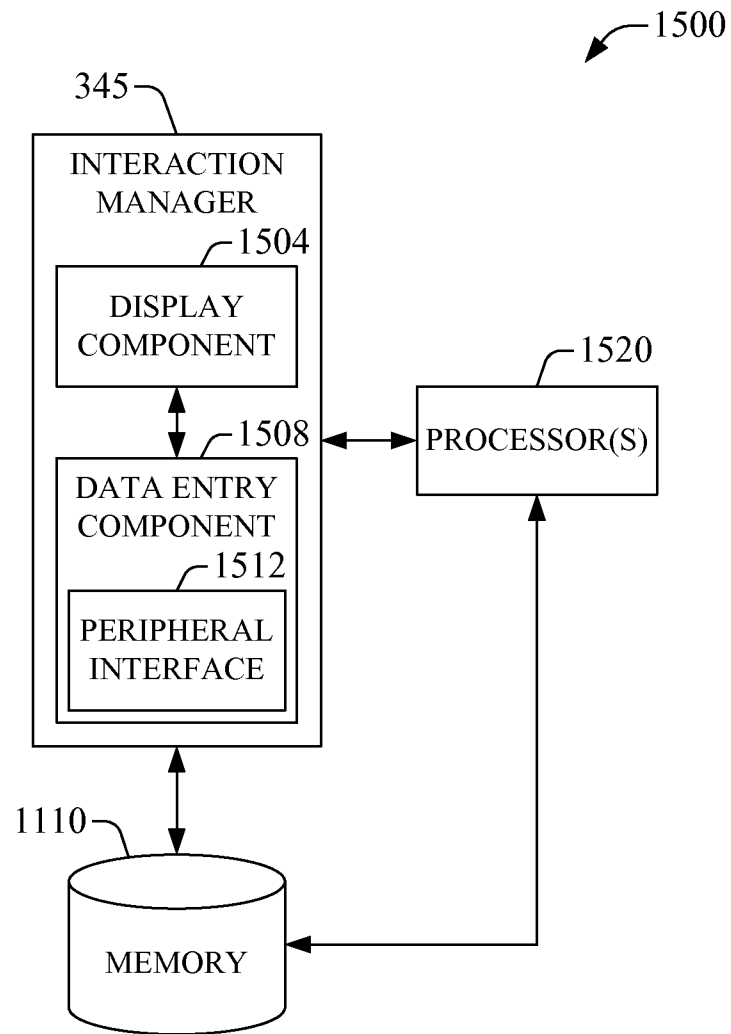 1500
345
INTERACTION
MANAGER
1504
DISPLAY
COMPONENT
1520
PROCESSOR(S)
1508
DATA ENTRY
COMPONENT
1512
PERIPHERAL
INTERFACE
1110
MEMORY